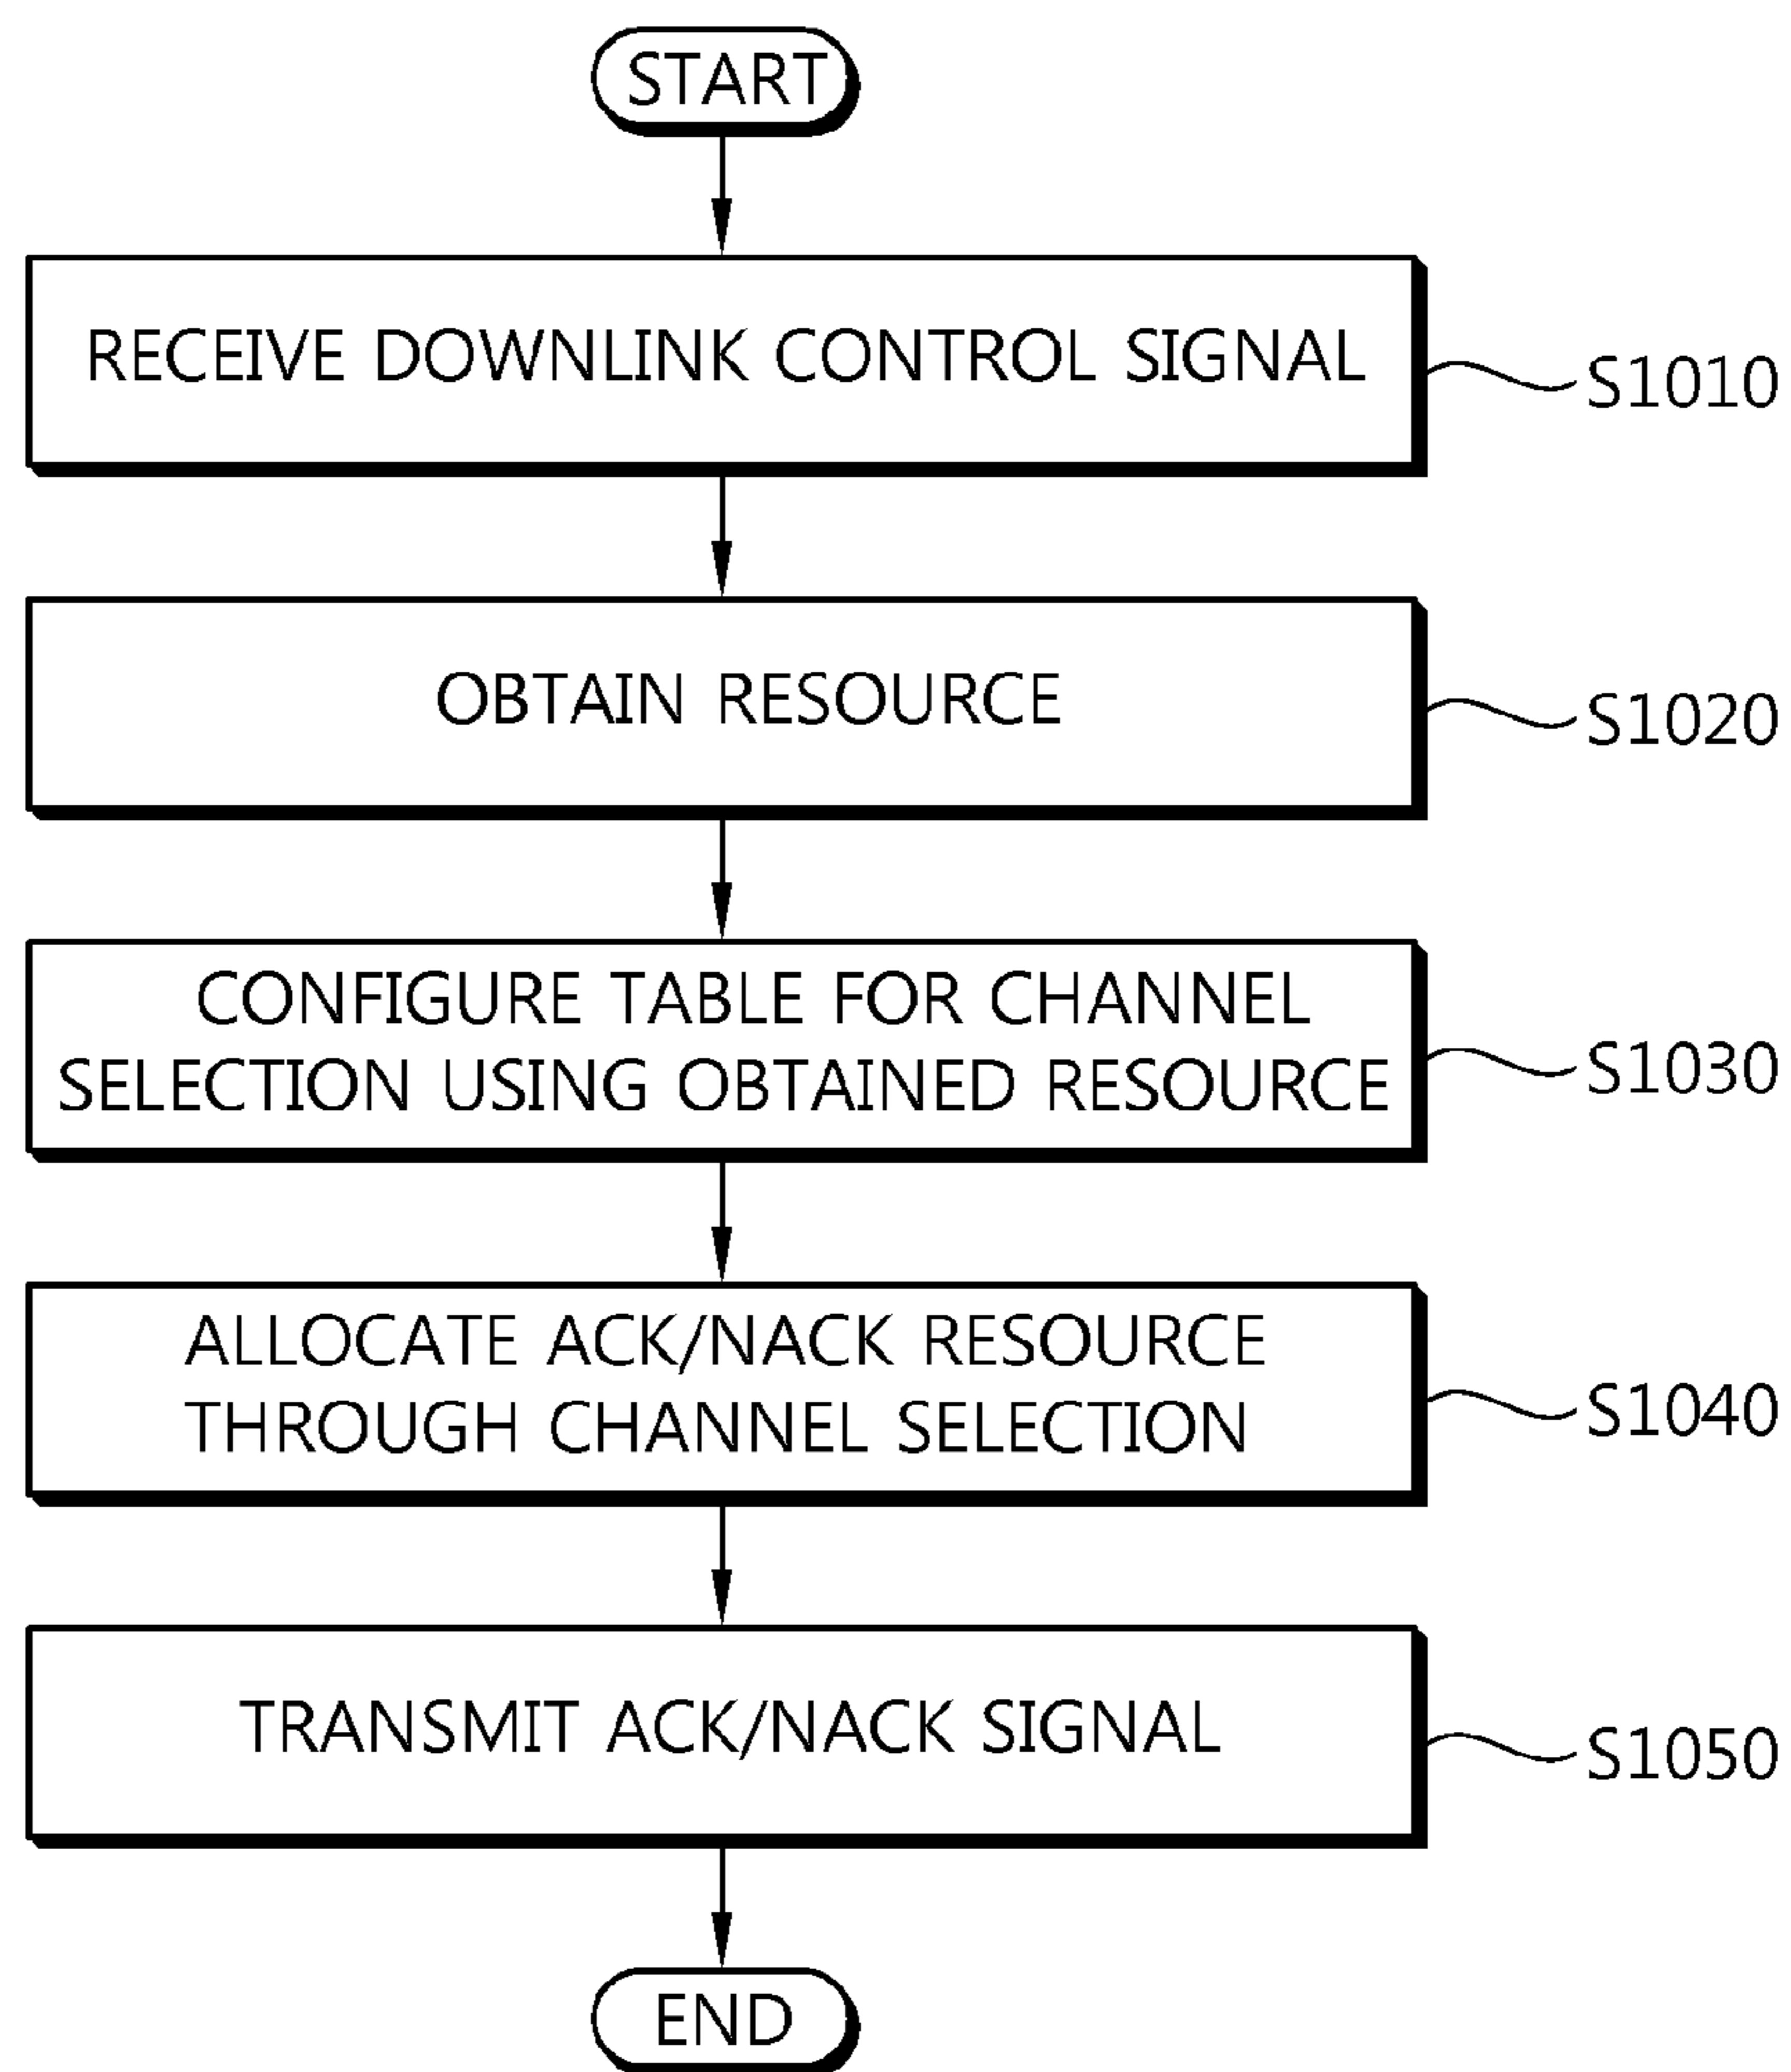 START
RECEIVE DOWNLINK CONTROL SIGNAL
S1010
OBTAIN RESOURCE
S1020
CONFIGURE TABLE FOR CHANNEL
SELECTION USING OBTAINED RESOURCE
S1030
ALLOCATE ACK/NACK RESOURCE
THROUGH CHANNEL SELECTION
S1040
TRANSMIT ACK/NACK SIGNAL
S1050
END